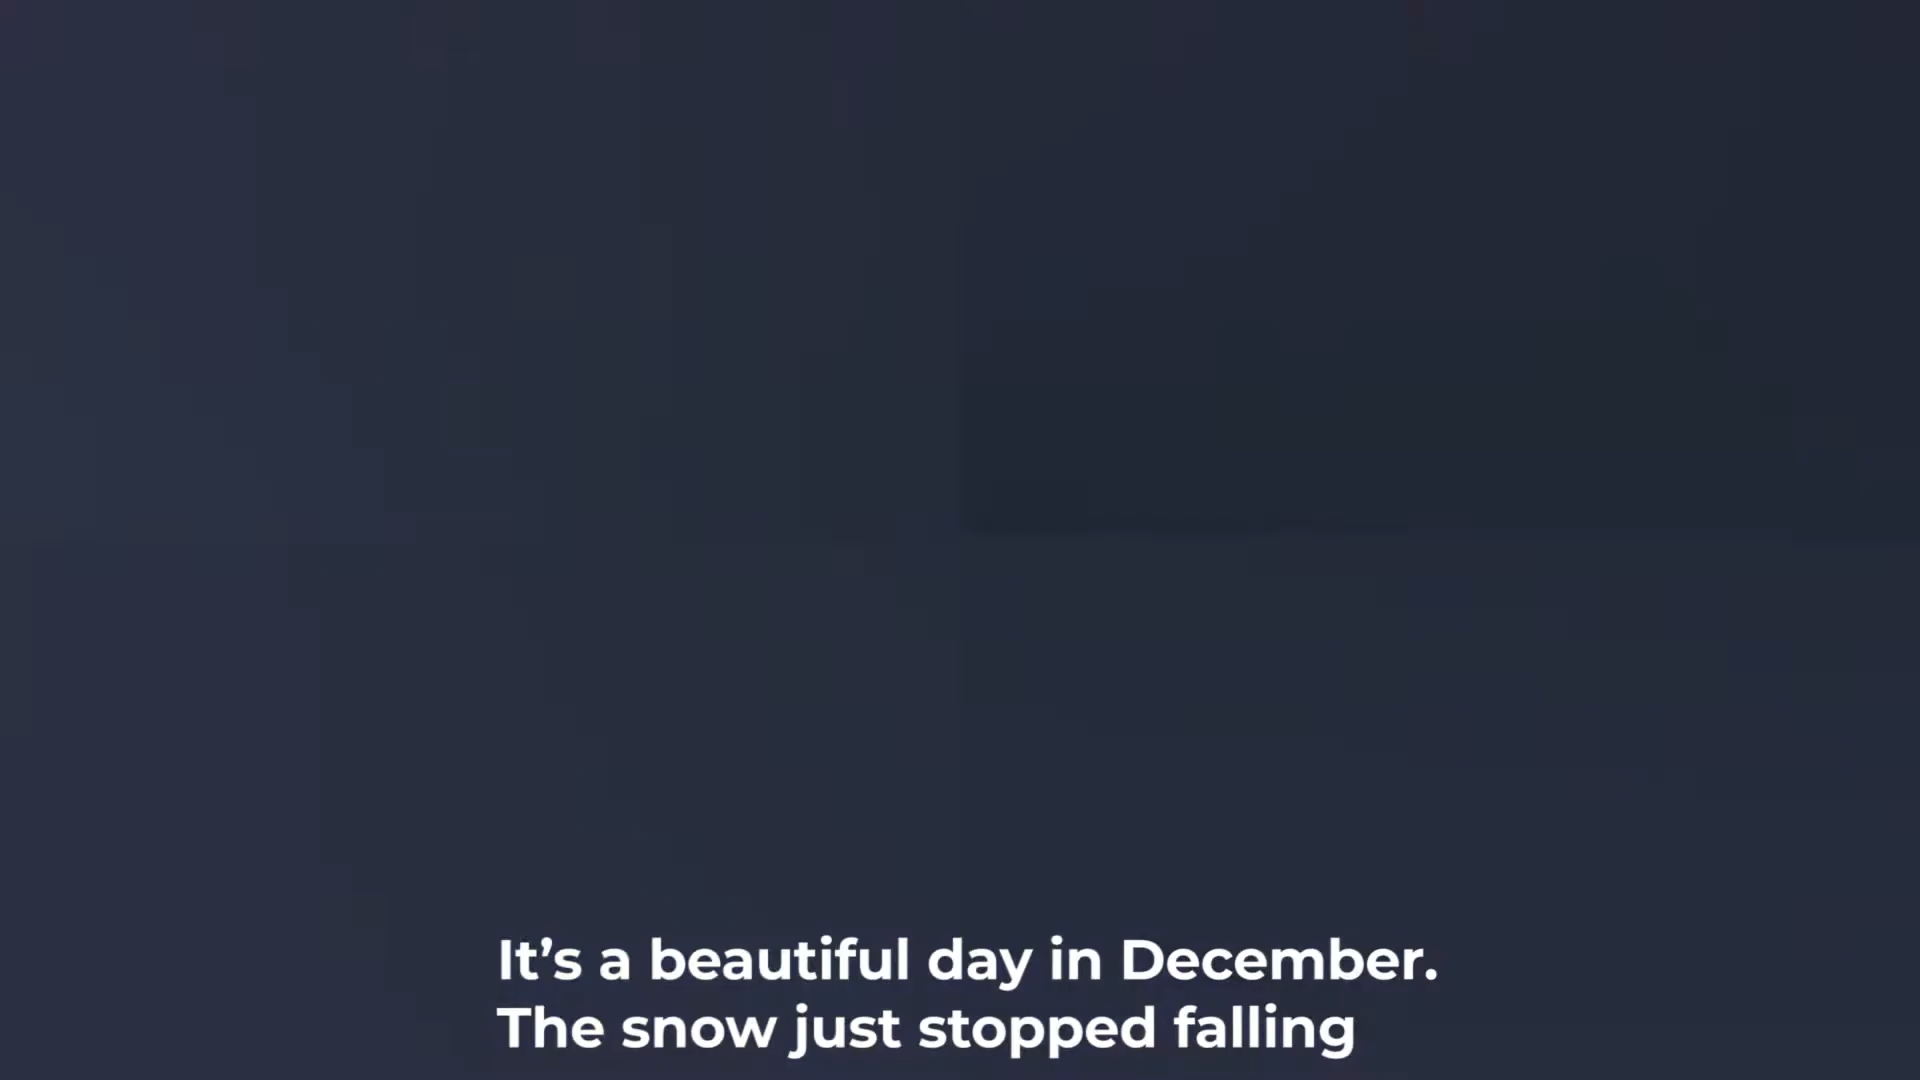 It’s a beautiful day in December.
The snow just stopped falling